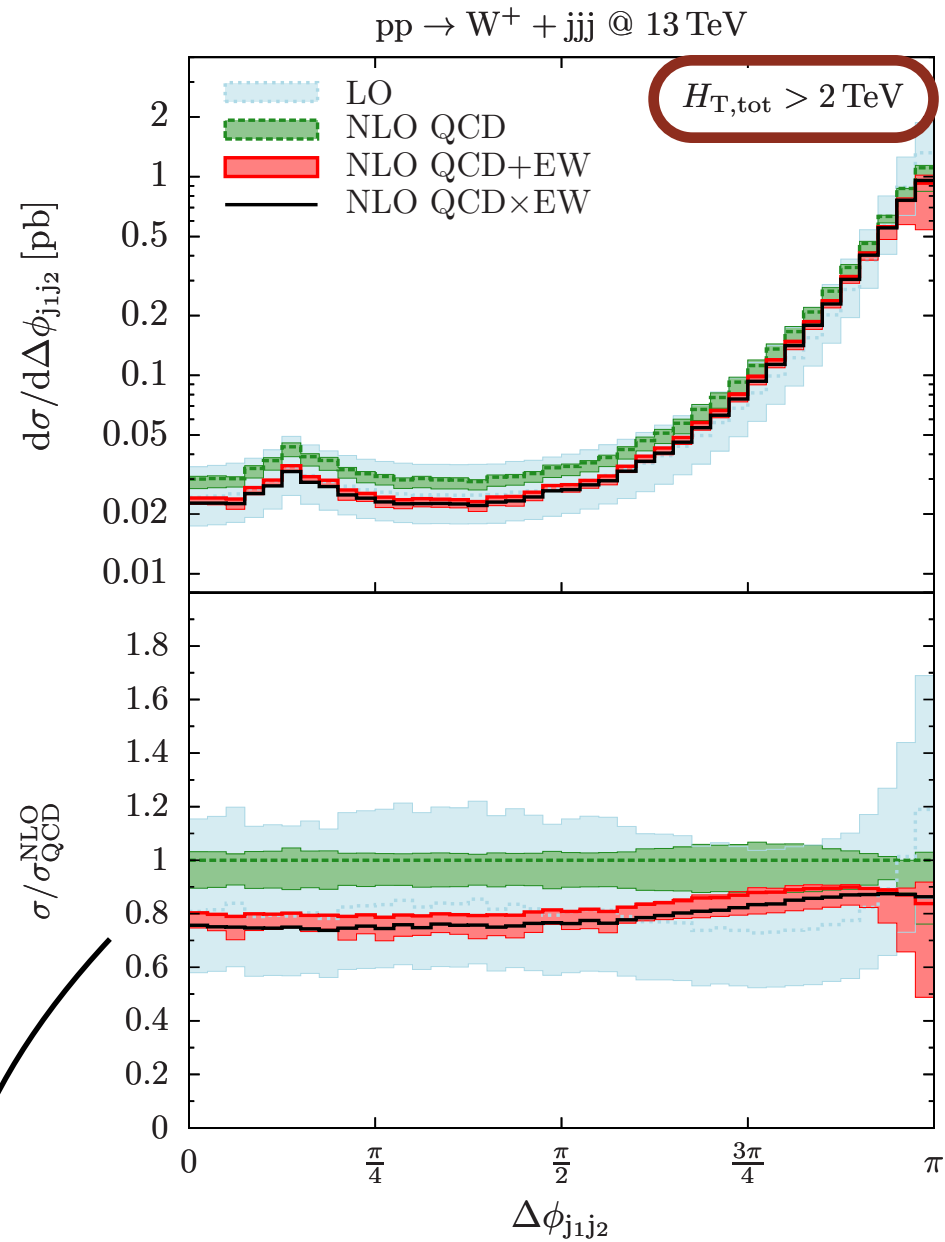 pp → W⁺ + jjj @ 13 TeV
H_T,tot > 2 TeV
LO
NLO QCD
NLO QCD+EW
NLO QCD×EW
dσ/dΔϕ_j₁j₂ [pb]
2
1
0.5
0.2
0.1
0.05
0.02
0.01
σ/σ_QCD^NLO
1.8
1.6
1.4
1.2
1
0.8
0.6
0.4
0.2
0
0 π/4 π/2 3π/4 π
Δϕ_j₁j₂